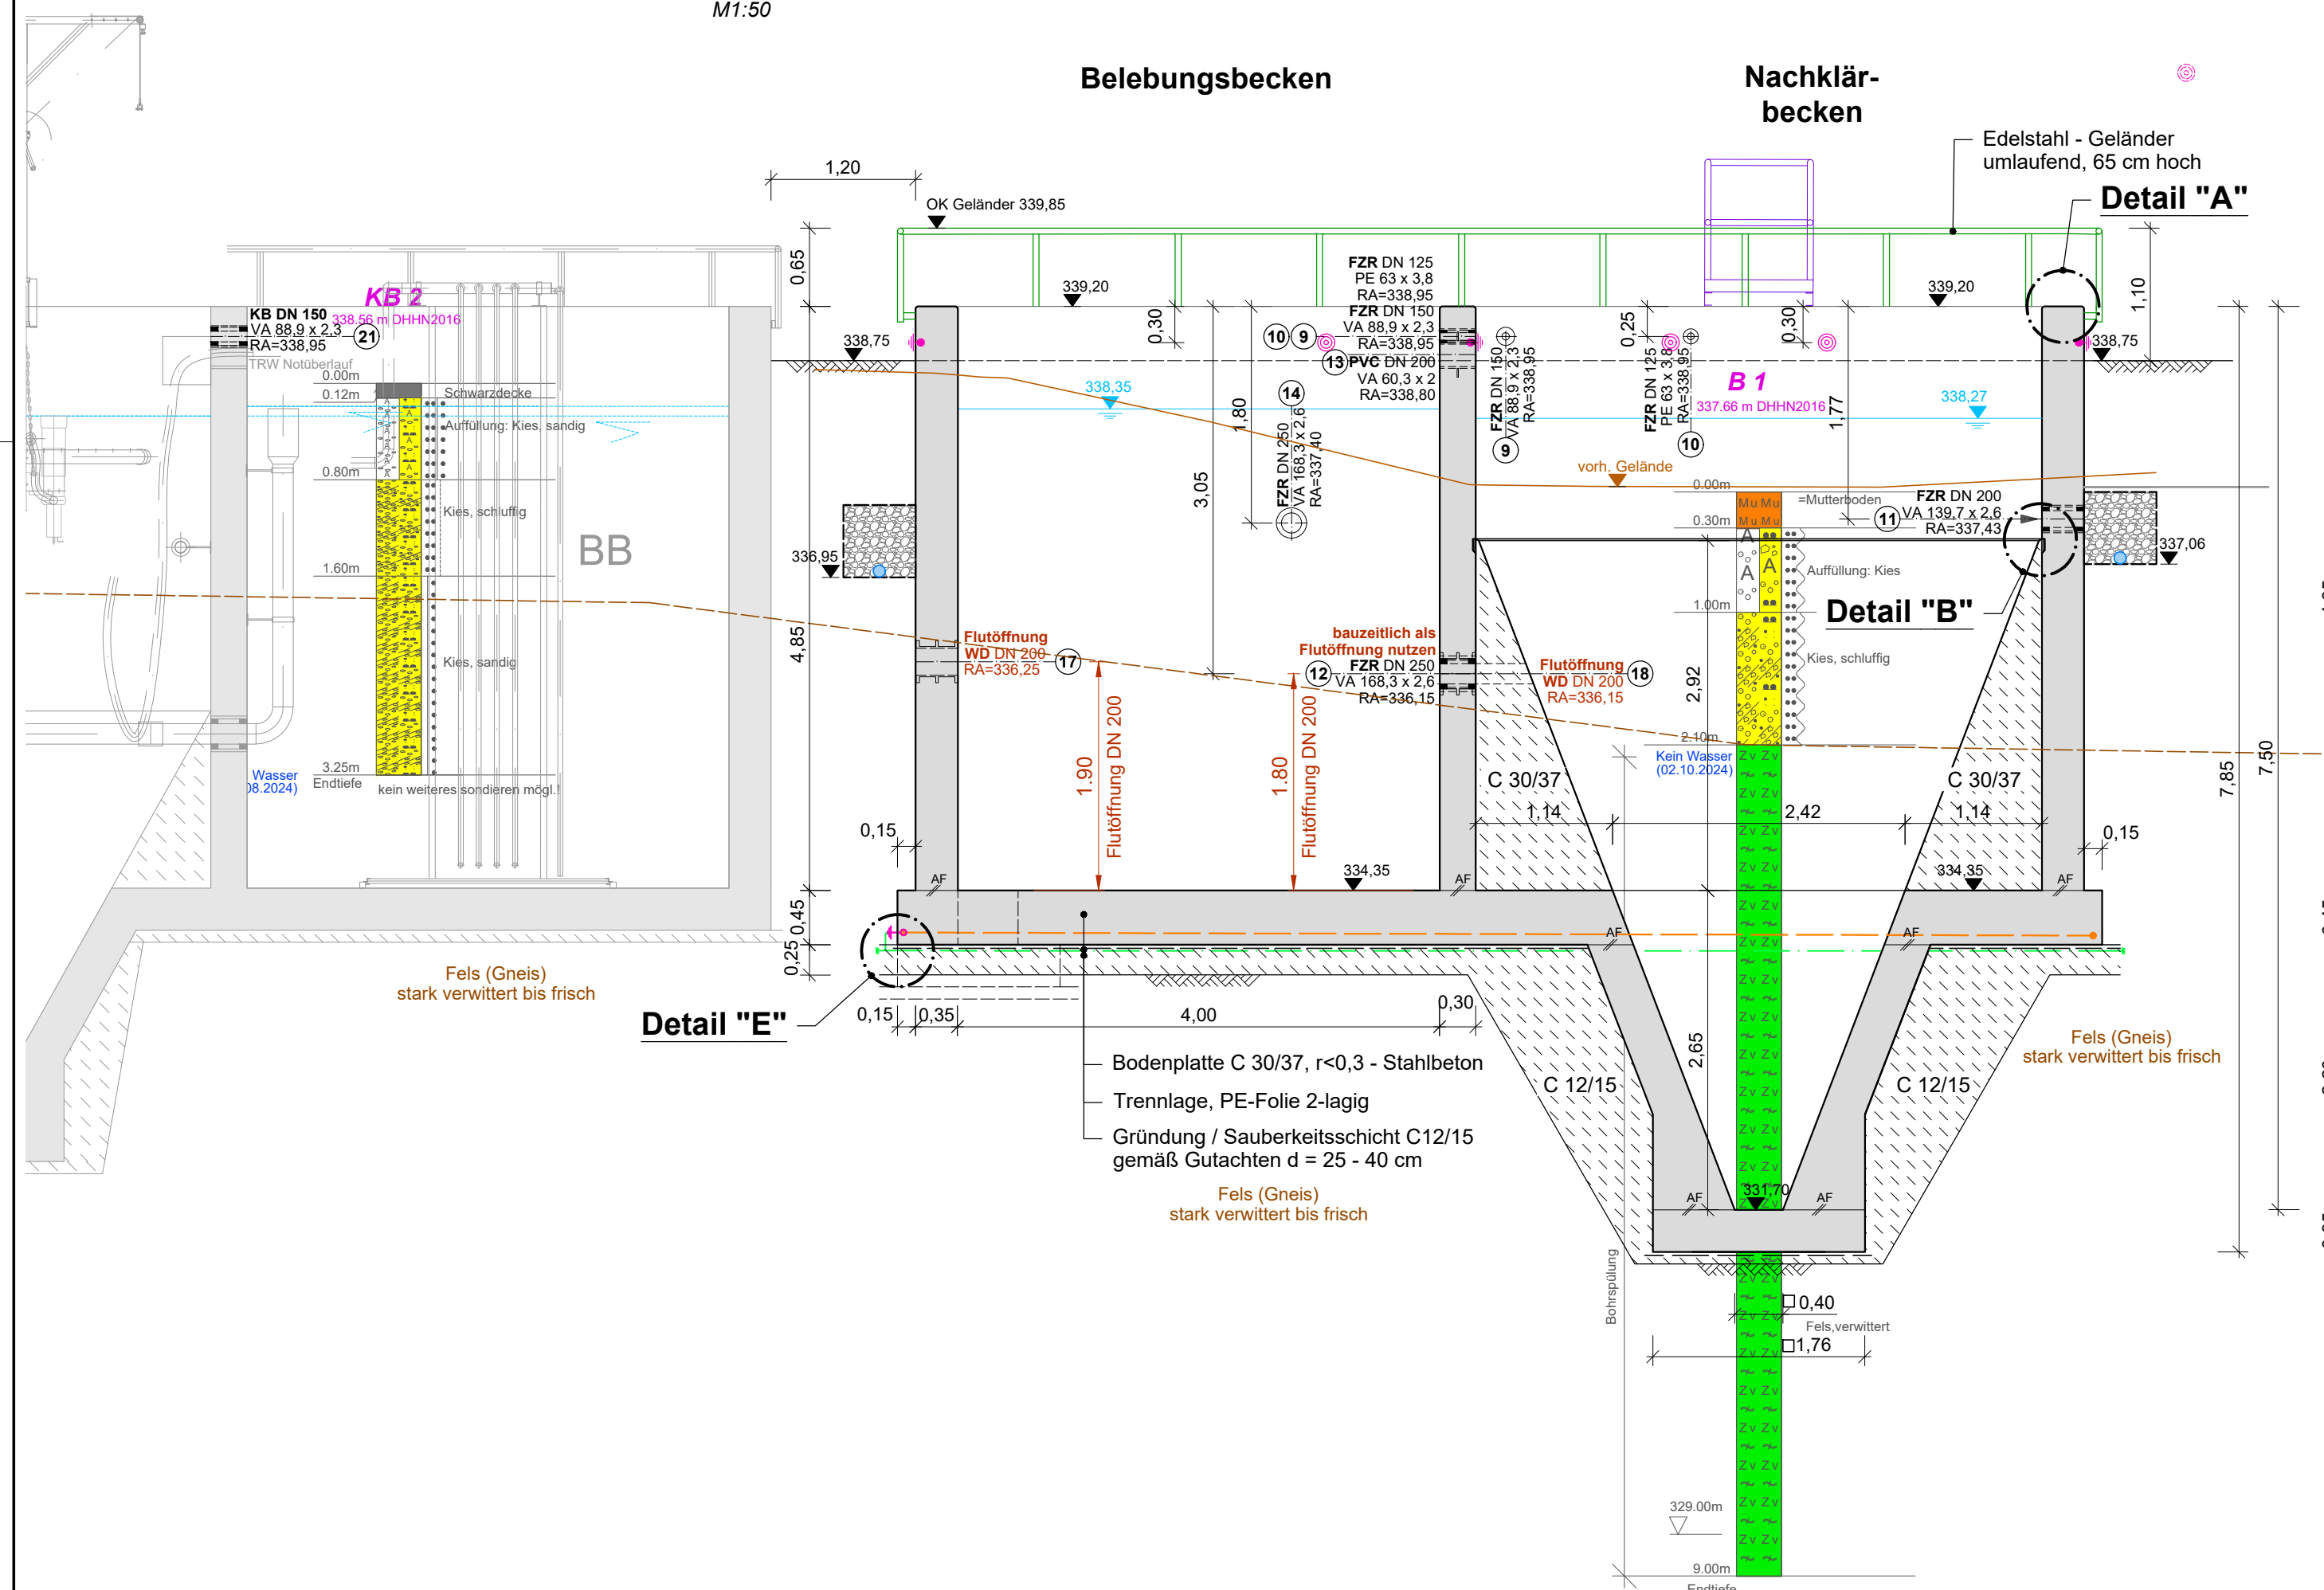 M1:50
Belebungsbecken
Nachklär-
becken
Edelstahl - Geländer
umlaufend, 65 cm hoch
Detail "A"
1,20
OK Geländer 339,85
0,65
1,10
KB 2
338.56 m DHHN2016
KB DN 150
VA 88,9 x 2,3
RA=338,95
21
TRW Notüberlauf
0.00m
0.12m
Schwarzdecke
Auffüllung: Kies, sandig
0.80m
Kies, schluffig
1.60m
Kies, sandig
3.25m
Endtiefe
kein weiteres sondieren mögl.!
Wasser
08.2024)
BB
338,75
339,20
0,30
FZR DN 125
PE 63 x 3,8
RA=338,95
FZR DN 150
VA 88,9 x 2,3
RA=338,95
10
9
13
PVC DN 200
VA 60,3 x 2
RA=338,80
338,35
1,80
3,05
14
FZR DN 250
VA 168,3 x 2,6
RA=337,40
FZR DN 150
VA 88,9 x 2,3
RA=338,95
9
0,25
FZR DN 125
PE 63 x 3,8
RA=338,95
10
B 1
337.66 m DHHN2016
0,30
1,77
339,20
338,27
338,75
vorh. Gelände
0.00m
Mu Mu
=Mutterboden
0.30m
Mu Mu
A
A
A
Auffüllung: Kies
1.00m
Kies, schluffig
2.10m
FZR DN 200
VA 139,7 x 2,6
RA=337,43
11
337,06
336,95
Detail "B"
4,85
Flutöffnung
WD DN 200
RA=336,25
17
bauzeitlich als
Flutöffnung nutzen
FZR DN 250
12
VA 168,3 x 2,6
RA=336,15
Flutöffnung
WD DN 200
RA=336,15
18
1.90
Flutöffnung DN 200
1.80
Flutöffnung DN 200
2,92
Kein Wasser
(02.10.2024)
C 30/37
C 30/37
1,14
2,42
1,14
7,85
7,50
0,15
0,15
AF
334,35
AF
334,35
AF
0,45
0,25
AF
AF
Fels (Gneis)
stark verwittert bis frisch
Detail "E"
0,15
0,35
4,00
0,30
2,65
Bodenplatte C 30/37, r<0,3 - Stahlbeton
Trennlage, PE-Folie 2-lagig
Gründung / Sauberkeitsschicht C12/15
gemäß Gutachten d = 25 - 40 cm
Fels (Gneis)
stark verwittert bis frisch
C 12/15
C 12/15
Fels (Gneis)
stark verwittert bis frisch
AF
331,70
AF
Bohrspülung
0,40
Fels,verwittert
1,76
329.00m
9.00m
Endtiefe